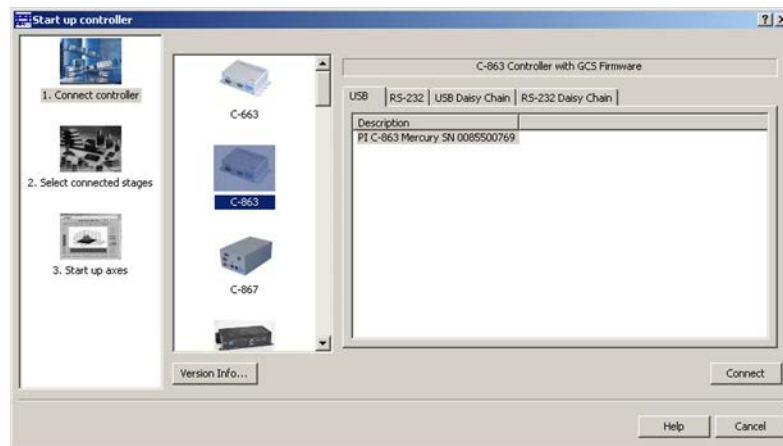 Start up controller
1. Connect controller
2. Select connected stages
3. Start up axes
C-663
C-863
C-867
Version Info...
C-863 Controller with GCS Firmware
USB
RS-232
USB Daisy Chain
RS-232 Daisy Chain
Description
PI C-863 Mercury SN 0085500769
Connect
Help
Cancel